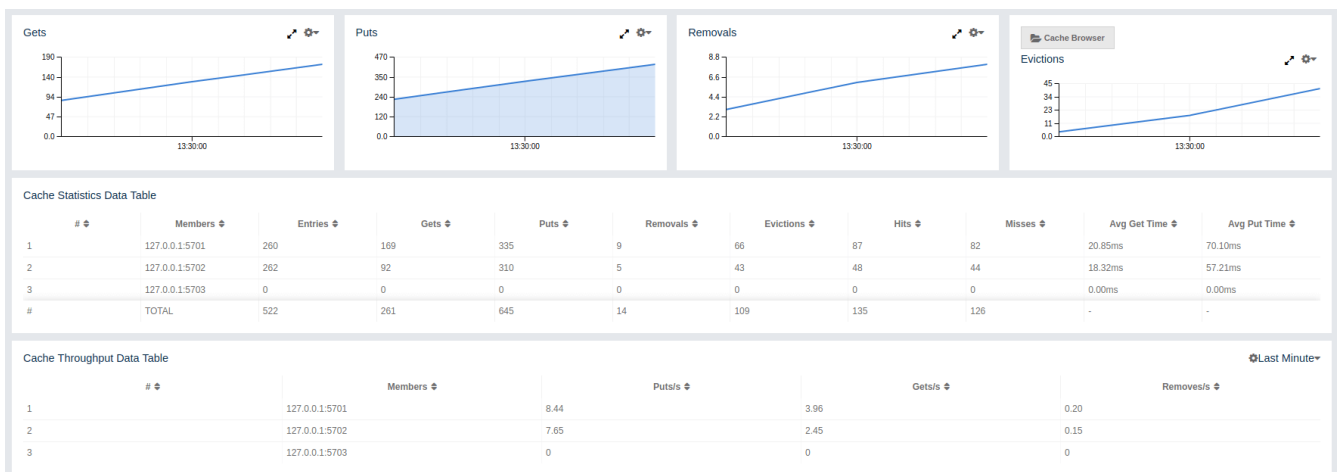 Gets
190
140
94
47
0.0
13:30:00
Puts
470
350
240
120
0.0
13:30:00
Removals
8.8
6.6
4.4
2.2
0.0
13:30:00
Cache Browser
Evictions
45
34
23
11
0.0
13:30:00
Cache Statistics Data Table
# Members Entries Gets Puts Removals Evictions Hits Misses Avg Get Time Avg Put Time
1 127.0.0.1:5701 260 169 335 9 66 87 82 20.85ms 70.10ms
2 127.0.0.1:5702 262 92 310 5 43 48 44 18.32ms 57.21ms
3 127.0.0.1:5703 0 0 0 0 0 0 0 0.00ms 0.00ms
# TOTAL 522 261 645 14 109 135 126 - -
Cache Throughput Data Table Last Minute
# Members Puts/s Gets/s Removes/s
1 127.0.0.1:5701 8.44 3.96 0.20
2 127.0.0.1:5702 7.65 2.45 0.15
3 127.0.0.1:5703 0 0 0